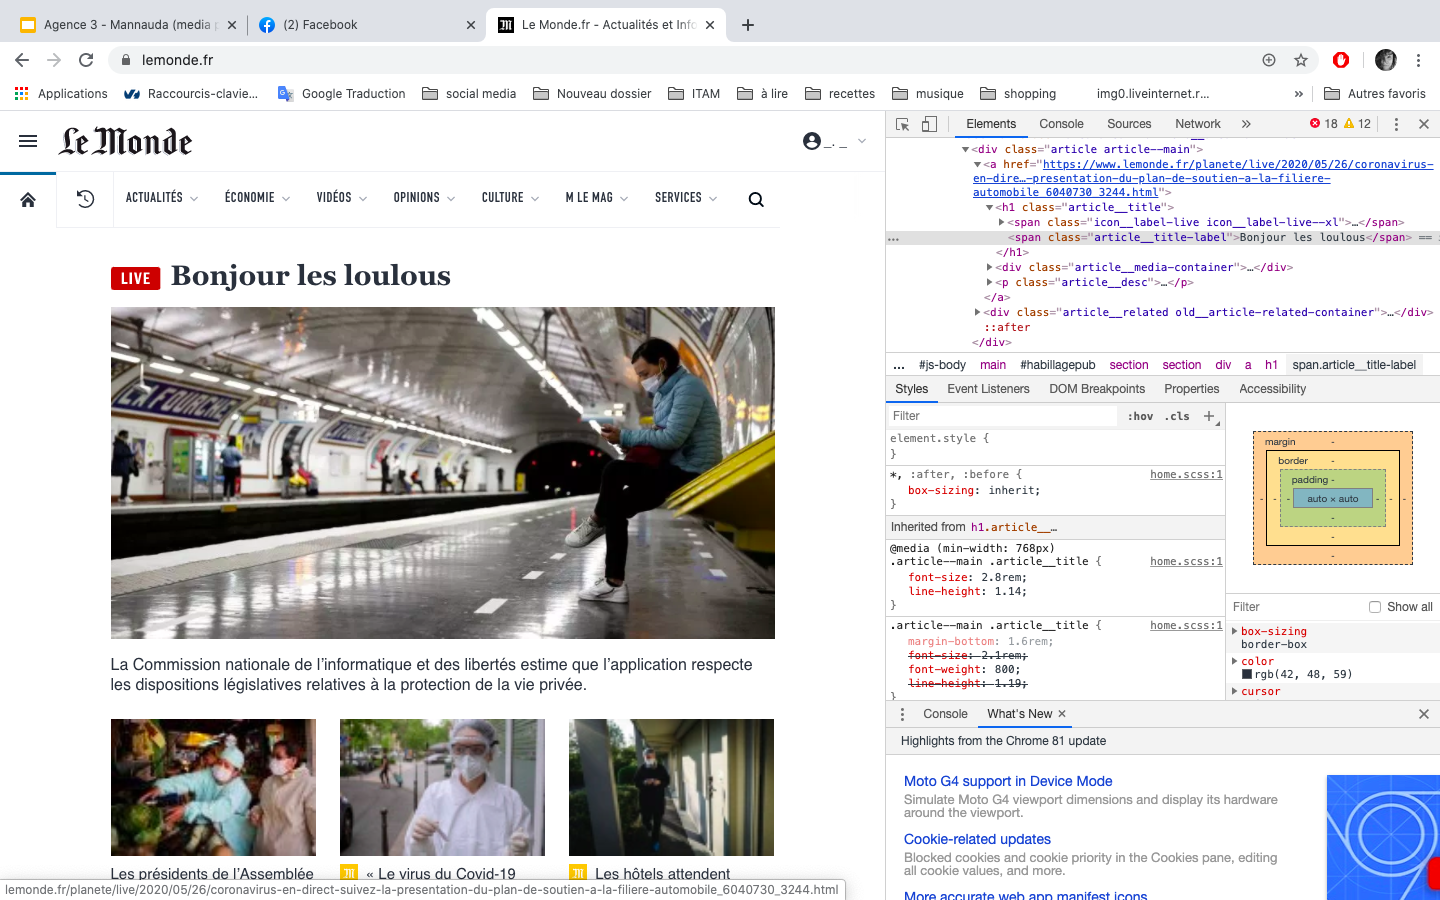 Agence 3 - Mannauda (media p
(2) Facebook
Le Monde.fr - Actualités et Info
lemonde.fr
Applications
Raccourcis-clavie...
Google Traduction
social media
Nouveau dossier
ITAM
à lire
recettes
musique
shopping
img0.liveinternet.r...
»
Autres favoris
Le Monde
_. _
ACTUALITÉS
ÉCONOMIE
VIDÉOS
OPINIONS
CULTURE
M LE MAG
SERVICES
LIVE Bonjour les loulous
La Commission nationale de l'informatique et des libertés estime que l'application respecte
les dispositions législatives relatives à la protection de la vie privée.
Les présidents de l'Assemblée
« Le virus du Covid-19
Les hôtels attendent
lemonde.fr/planete/live/2020/05/26/coronavirus-en-direct-suivez-la-presentation-du-plan-de-soutien-a-la-filiere-automobile_6040730_3244.html
Elements
Console
Sources
Network
»
18
12
<div class="article article--main">
<a href="https://www.lemonde.fr/planete/live/2020/05/26/coronavirus-
en-dire…-presentation-du-plan-de-soutien-a-la-filiere-
automobile_6040730_3244.html">
<h1 class="article__title">
<span class="icon__label-live icon__label-live--xl">…</span>
… <span class="article__title-label">Bonjour les loulous</span> ==
</h1>
<div class="article__media-container">…</div>
<p class="article__desc">…</p>
</a>
<div class="article__related old__article-related-container">…</div>
::after
</div>
... #js-body main #habillagepub section section div a h1 span.article__title-label
Styles
Event Listeners
DOM Breakpoints
Properties
Accessibility
Filter
:hov .cls +
element.style {
}
*, :after, :before { home.scss:1
box-sizing: inherit;
}
Inherited from h1.article__…
@media (min-width: 768px)
.article--main .article__title { home.scss:1
font-size: 2.8rem;
line-height: 1.14;
}
.article--main .article__title { home.scss:1
margin-bottom: 1.6rem;
font-size: 2.1rem;
font-weight: 800;
line-height: 1.19;
}
margin -
border -
padding -
- - - auto × auto - - -
-
-
-
Filter
Show all
box-sizing
border-box
color
rgb(42, 48, 59)
cursor
Console
What's New
Highlights from the Chrome 81 update
Moto G4 support in Device Mode
Simulate Moto G4 viewport dimensions and display its hardware
around the viewport.
Cookie-related updates
Blocked cookies and cookie priority in the Cookies pane, editing
all cookie values, and more.
More accurate web app manifest icons